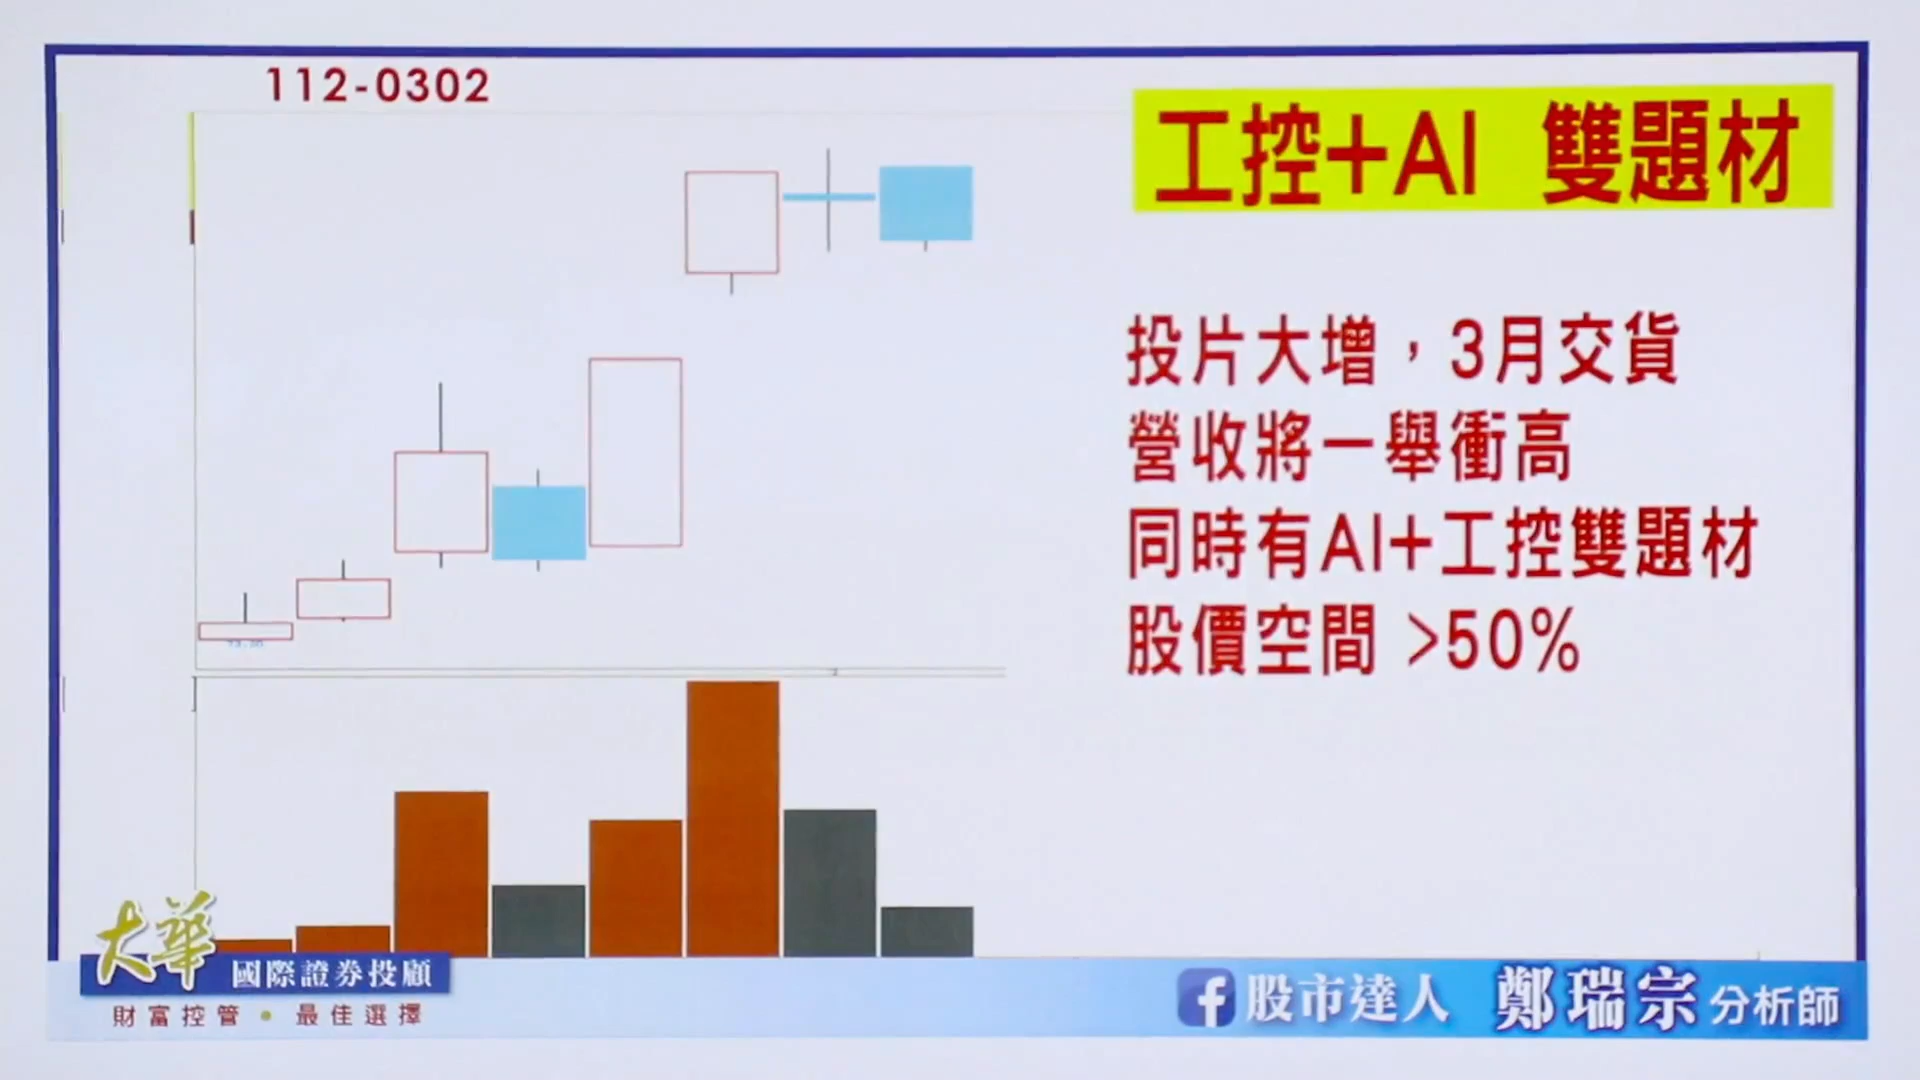 112-0302
工控+AI 雙題材
投片大增，3月交貨
營收將一舉衝高
同時有AI+工控雙題材
股價空間 >50%
大華
國際證券投顧
財富控管•最佳選擇
股市達人 鄭瑞宗 分析師